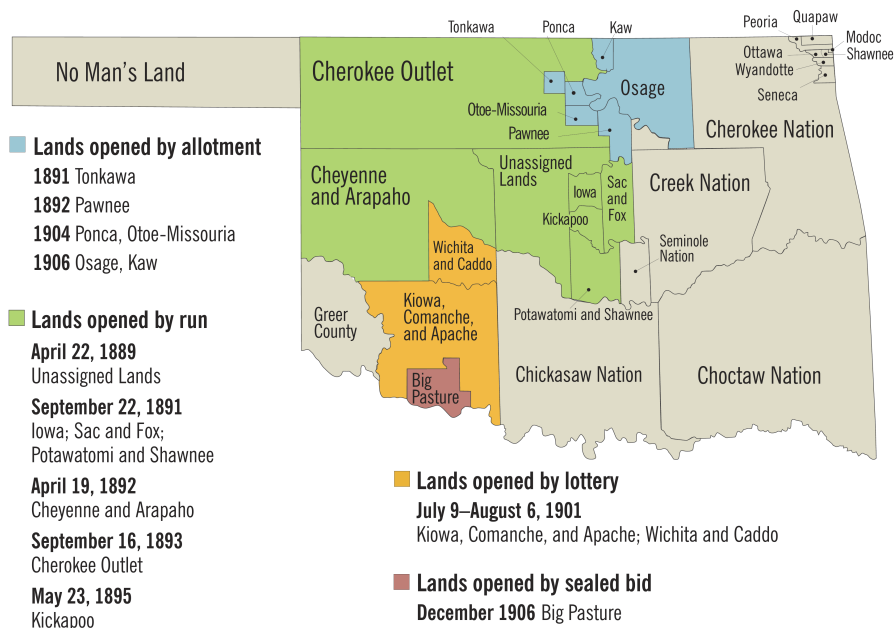 Tonkawa
Ponca
Kaw
Peoria
Quapaw
Modoc
Shawnee
Ottawa
Wyandotte
Seneca
No Man's Land
Cherokee Outlet
Osage
Otoe-Missouria
Pawnee
Cherokee Nation
Cheyenne
and Arapaho
Unassigned
Lands
Iowa
Sac
and
Fox
Kickapoo
Creek Nation
Wichita
and Caddo
Seminole
Nation
Greer
County
Kiowa,
Comanche,
and Apache
Potawatomi and Shawnee
Big
Pasture
Chickasaw Nation
Choctaw Nation
Lands opened by allotment
1891 Tonkawa
1892 Pawnee
1904 Ponca, Otoe-Missouria
1906 Osage, Kaw
Lands opened by run
April 22, 1889
Unassigned Lands
September 22, 1891
Iowa; Sac and Fox;
Potawatomi and Shawnee
April 19, 1892
Cheyenne and Arapaho
September 16, 1893
Cherokee Outlet
May 23, 1895
Kickapoo
Lands opened by lottery
July 9–August 6, 1901
Kiowa, Comanche, and Apache; Wichita and Caddo
Lands opened by sealed bid
December 1906 Big Pasture